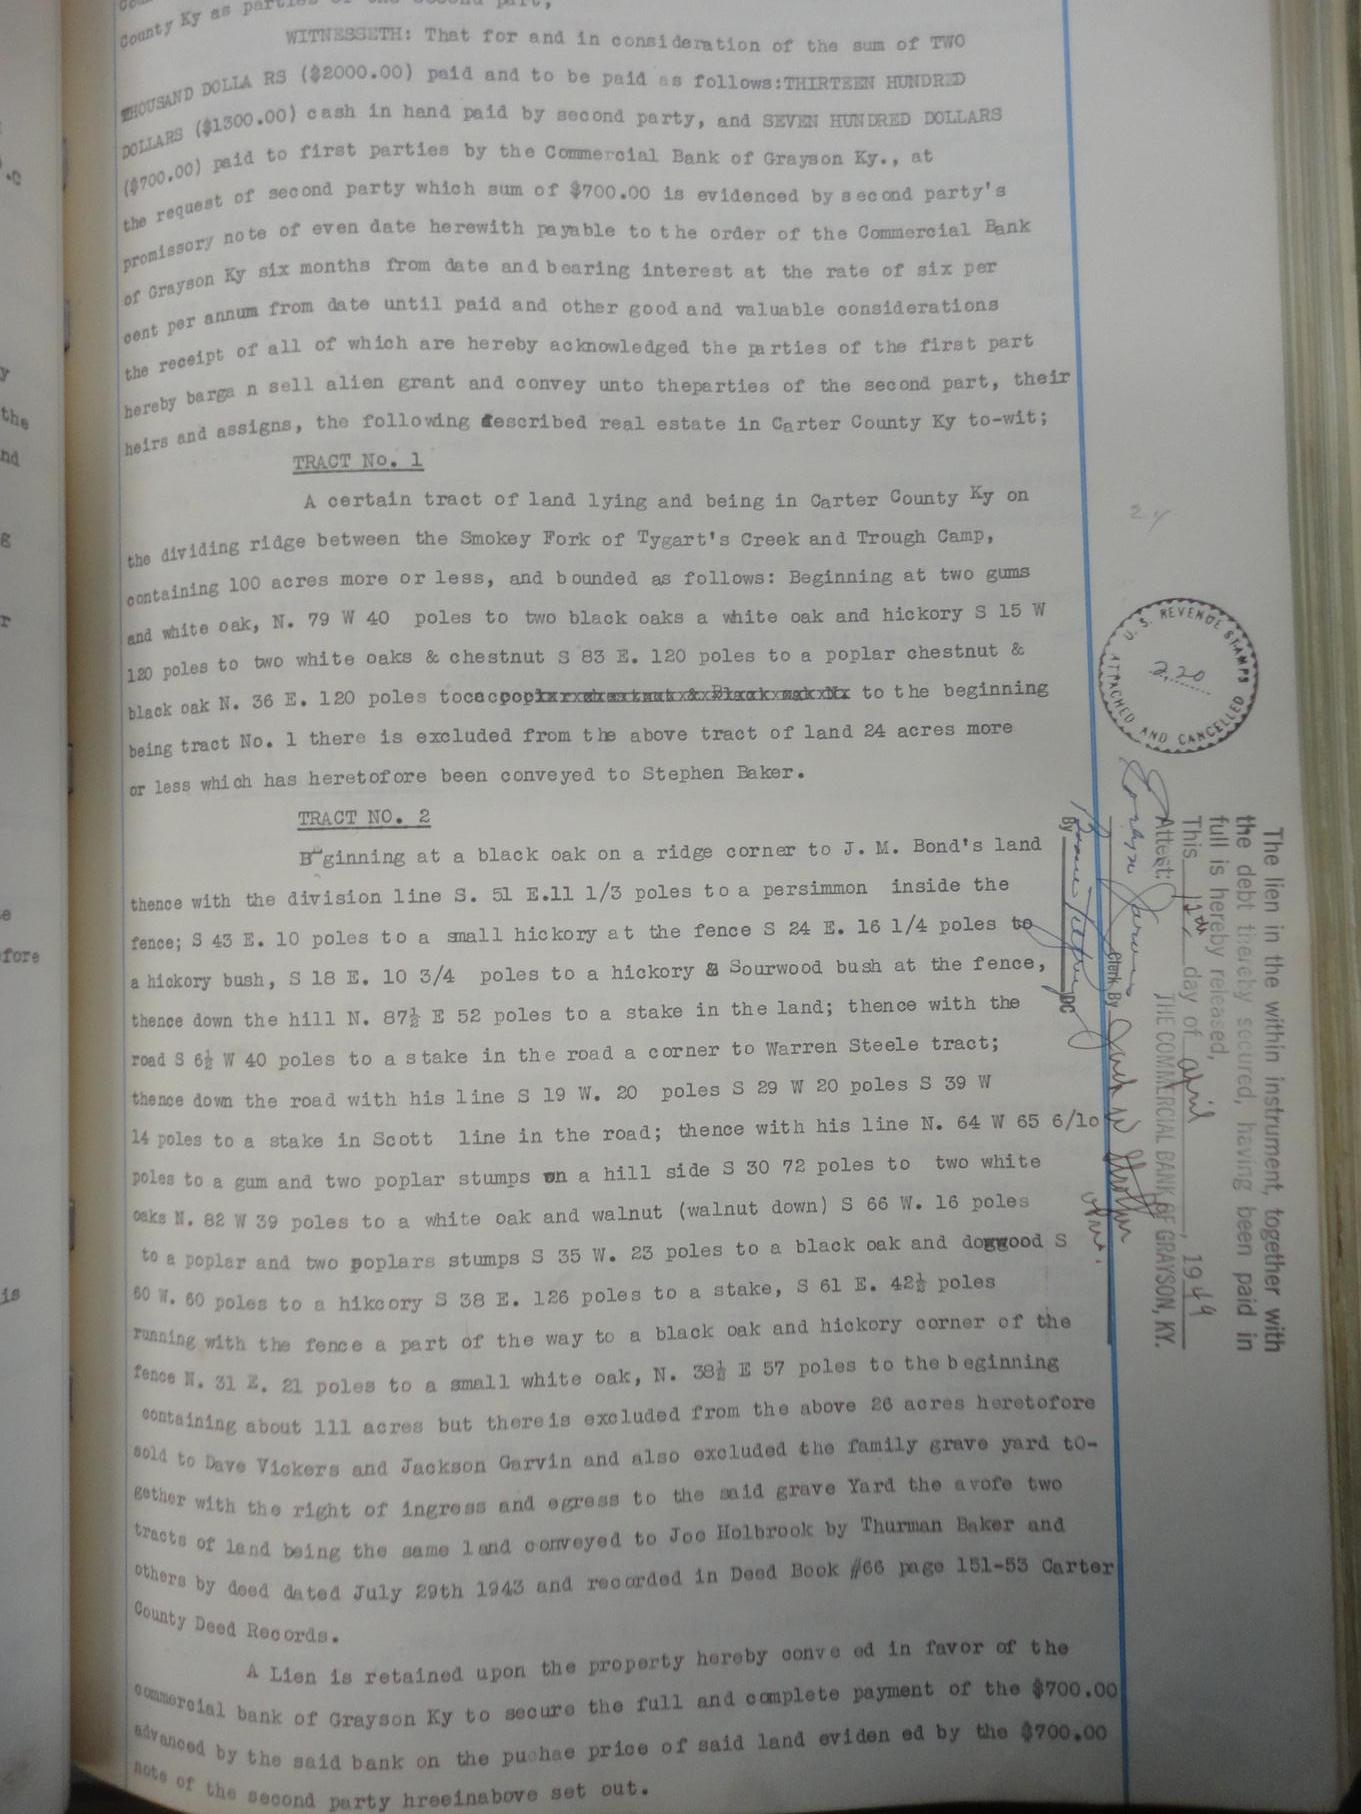 County Ky as parties of the second part,
WITNESSETH: That for and in consideration of the sum of TWO
THOUSAND DOLLA RS ($2000.00) paid and to be paid as follows:THIRTEEN HUNDRED
DOLLARS ($1300.00) cash in hand paid by second party, and SEVEN HUNDRED DOLLARS
($700.00) paid to first parties by the Commercial Bank of Grayson Ky., at
the request of second party which sum of $700.00 is evidenced by second party's
promissory note of even date herewith payable to the order of the Commercial Bank
of Grayson Ky six months from date and bearing interest at the rate of six per
cent per annum from date until paid and other good and valuable considerations
the receipt of all of which are hereby acknowledged the parties of the first part
hereby barga n sell alien grant and convey unto theparties of the second part, their
heirs and assigns, the following described real estate in Carter County Ky to-wit;
TRACT No. 1
A certain tract of land lying and being in Carter County Ky on
the dividing ridge between the Smokey Fork of Tygart's Creek and Trough Camp,
containing 100 acres more or less, and bounded as follows: Beginning at two gums
and white oak, N. 79 W 40 poles to two black oaks a white oak and hickory S 15 W
120 poles to two white oaks & chestnut S 83 E. 120 poles to a poplar chestnut &
black oak N. 36 E. 120 poles to to the beginning
being tract No. 1 there is excluded from the above tract of land 24 acres more
or less which has heretofore been conveyed to Stephen Baker.
TRACT NO. 2
Beginning at a black oak on a ridge corner to J. M. Bond's land
thence with the division line S. 51 E.11 1/3 poles to a persimmon inside the
fence; S 43 E. 10 poles to a small hickory at the fence S 24 E. 16 1/4 poles to
a hickory bush, S 18 E. 10 3/4 poles to a hickory & Sourwood bush at the fence,
thence down the hill N. 87½ E 52 poles to a stake in the land; thence with the
road S 6½ W 40 poles to a stake in the road a corner to Warren Steele tract;
thence down the road with his line S 19 W. 20 poles S 29 W 20 poles S 39 W
14 poles to a stake in Scott line in the road; thence with his line N. 64 W 65 6/10
poles to a gum and two poplar stumps on a hill side S 30 72 poles to two white
oaks N. 82 W 39 poles to a white oak and walnut (walnut down) S 66 W. 16 poles
to a poplar and two poplars stumps S 35 W. 23 poles to a black oak and dogwood S
60 W. 60 poles to a hikcory S 38 E. 126 poles to a stake, S 61 E. 42½ poles
running with the fence a part of the way to a black oak and hickory corner of the
fence N. 31 E. 21 poles to a small white oak, N. 38½ E 57 poles to the beginning
containing about 111 acres but thereis excluded from the above 26 acres heretofore
sold to Dave Vickers and Jackson Garvin and also excluded the family grave yard to-
gether with the right of ingress and egress to the said grave Yard the avofe two
tracts of land being the same land conveyed to Joe Holbrook by Thurman Baker and
others by deed dated July 29th 1943 and recorded in Deed Book #66 page 151-53 Carter
County Deed Records.
A Lien is retained upon the property hereby conve ed in favor of the
commercial bank of Grayson Ky to secure the full and complete payment of the $700.00
advanced by the said bank on the puchae price of said land eviden ed by the $700.00
note of the second party hreeinabove set out.
24
U. S. REVENUE STAMPS
2.20
ATTACHED AND CANCELLED
The lien in the within instrument, together with
the debt thereby secured, having been paid in
full is hereby released,
This 12th day of April, 1949
Attest: THE COMMERCIAL BANK OF GRAYSON, KY.
Clerk By Jack
By DC
y
the
nd
g
r
e
fore
is